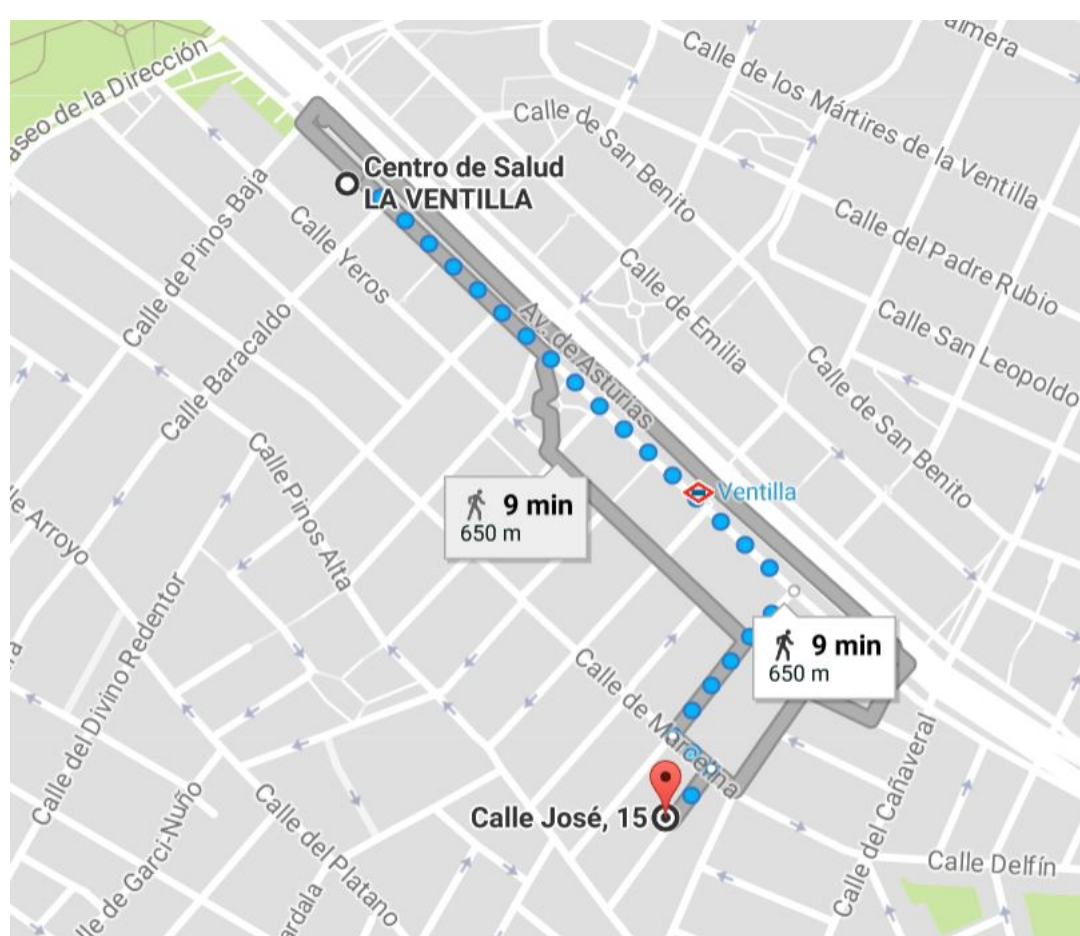 almera
Paseo de la Dirección
Calle de los Mártires de la Ventilla
Calle de San Benito
Centro de Salud
LA VENTILLA
Calle de Pinos Baja
Calle Yeros
Calle del Padre Rubio
Calle de Emilia
Calle Baracaldo
Av. de Asturias
Calle San Leopoldo
Calle de San Benito
Calle Pinos Alta
Ventilla
9 min
650 m
lle Arroyo
Calle del Divino Redentor
9 min
650 m
Calle de Marcelina
Calle José, 15
Calle del Cañaveral
lle de Garci-Nuño
Calle del Platano
ardala
Calle Delfín